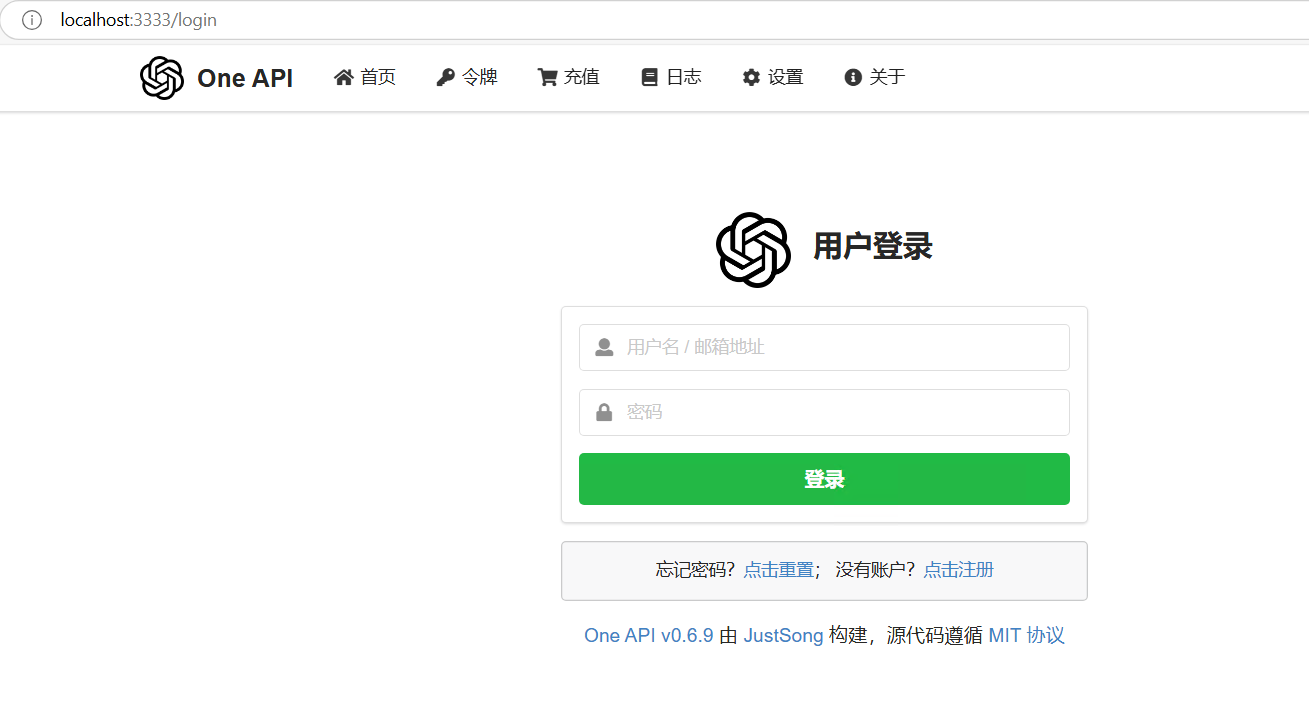 localhost:3333/login
One API 首页 令牌 充值 日志 设置 关于
用户登录
用户名 / 邮箱地址
密码
登录
忘记密码？点击重置； 没有账户？点击注册
One API v0.6.9 由 JustSong 构建，源代码遵循 MIT 协议